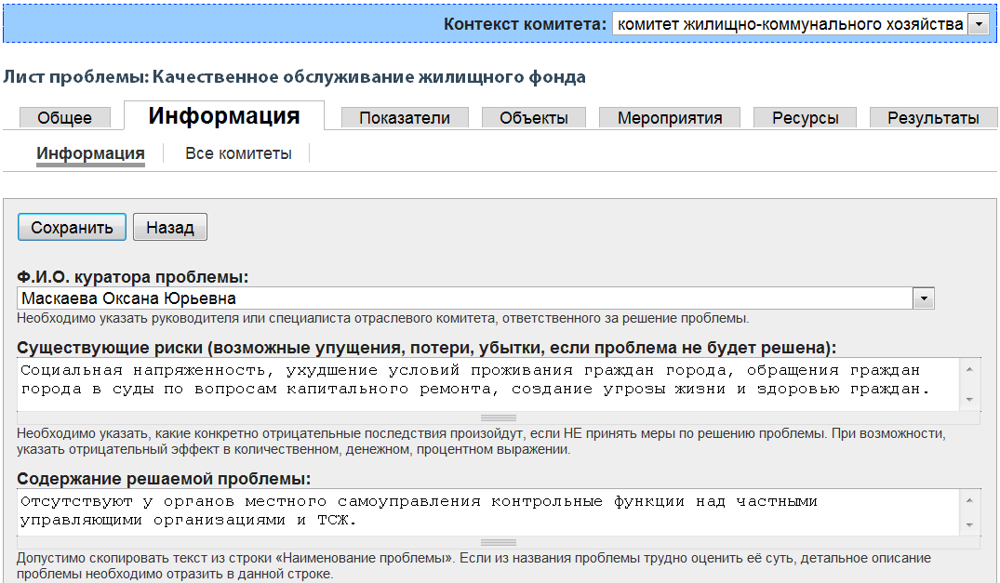 Контекст комитета: комитет жилищно-коммунального хозяйства
Лист проблемы: Качественное обслуживание жилищного фонда
Общее Информация Показатели Объекты Мероприятия Ресурсы Результаты
Информация Все комитеты
Сохранить Назад
Ф.И.О. куратора проблемы:
Маскаева Оксана Юрьевна
Необходимо указать руководителя или специалиста отраслевого комитета, ответственного за решение проблемы.
Существующие риски (возможные упущения, потери, убытки, если проблема не будет решена):
Социальная напряженность, ухудшение условий проживания граждан города, обращения граждан
города в суды по вопросам капитального ремонта, создание угрозы жизни и здоровью граждан.
Необходимо указать, какие конкретно отрицательные последствия произойдут, если НЕ принять меры по решению проблемы. При возможности,
указать отрицательный эффект в количественном, денежном, процентном выражении.
Содержание решаемой проблемы:
Отсутствуют у органов местного самоуправления контрольные функции над частными
управляющими организациями и ТСЖ.
Допустимо скопировать текст из строки «Наименование проблемы». Если из названия проблемы трудно оценить её суть, детальное описание
проблемы необходимо отразить в данной строке.